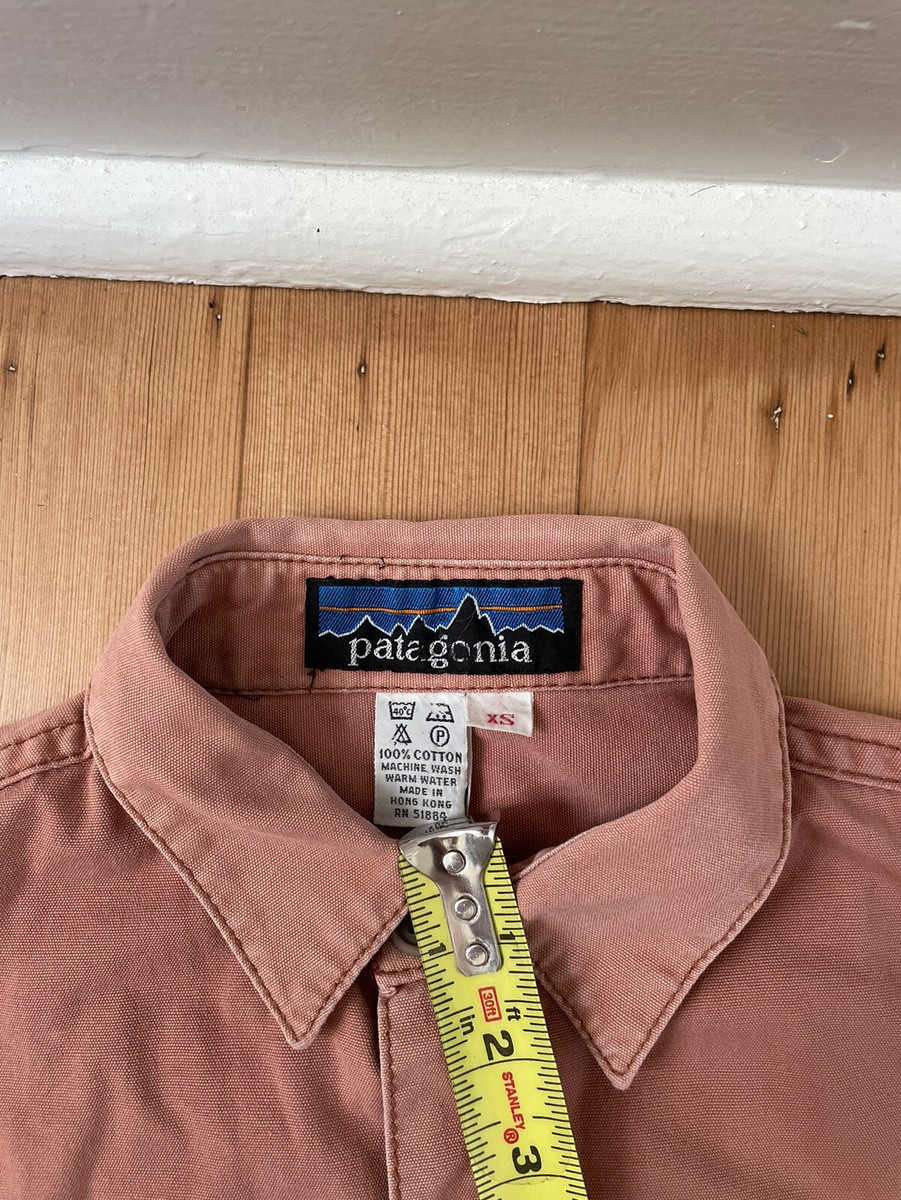 patagonia
40°C
P
XS
100% COTTON
MACHINE WASH
WARM WATER
MADE IN
HONG KONG
RN 51884
1
1
30ft
ft
in
2
STANLEY®
3